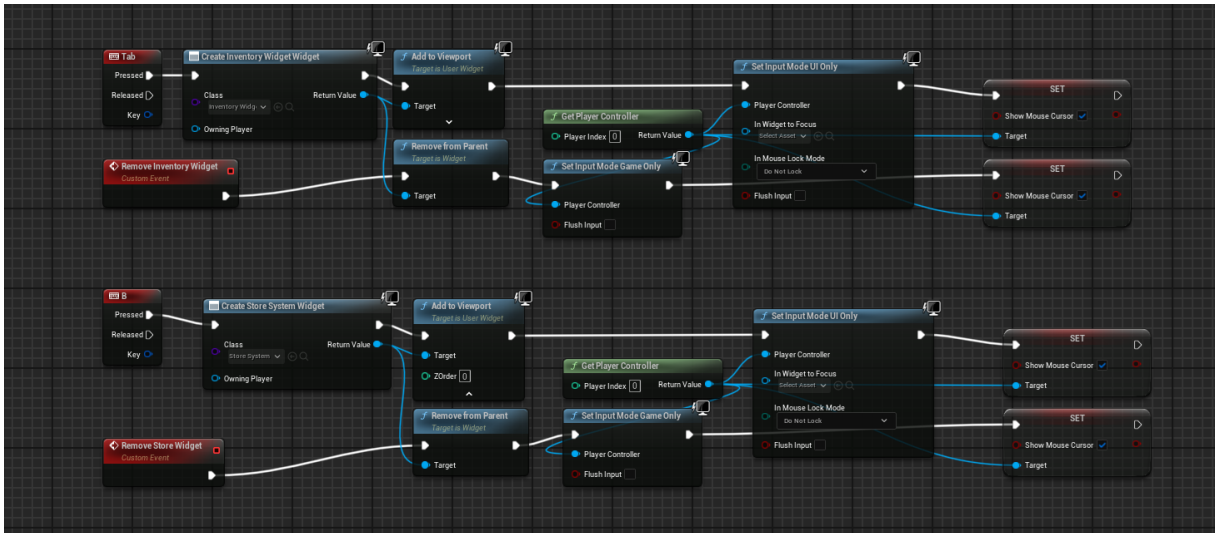 Tab
Pressed
Released
Key
Create Inventory Widget Widget
Class
Inventory Widg
Return Value
Owning Player
Add to Viewport
Target is User Widget
Target
Remove Inventory Widget
Custom Event
Remove from Parent
Target is Widget
Target
Get Player Controller
Player Index 0
Return Value
Set Input Mode Game Only
Player Controller
Flush Input
Set Input Mode UI Only
Player Controller
In Widget to Focus
Select Asset
In Mouse Lock Mode
Do Not Lock
Flush Input
SET
Show Mouse Cursor
Target
SET
Show Mouse Cursor
Target
B
Pressed
Released
Key
Create Store System Widget
Class
Store System
Return Value
Owning Player
Add to Viewport
Target is User Widget
Target
ZOrder 0
Remove Store Widget
Custom Event
Remove from Parent
Target is Widget
Target
Get Player Controller
Player Index 0
Return Value
Set Input Mode Game Only
Player Controller
Flush Input
Set Input Mode UI Only
Player Controller
In Widget to Focus
Select Asset
In Mouse Lock Mode
Do Not Lock
Flush Input
SET
Show Mouse Cursor
Target
SET
Show Mouse Cursor
Target